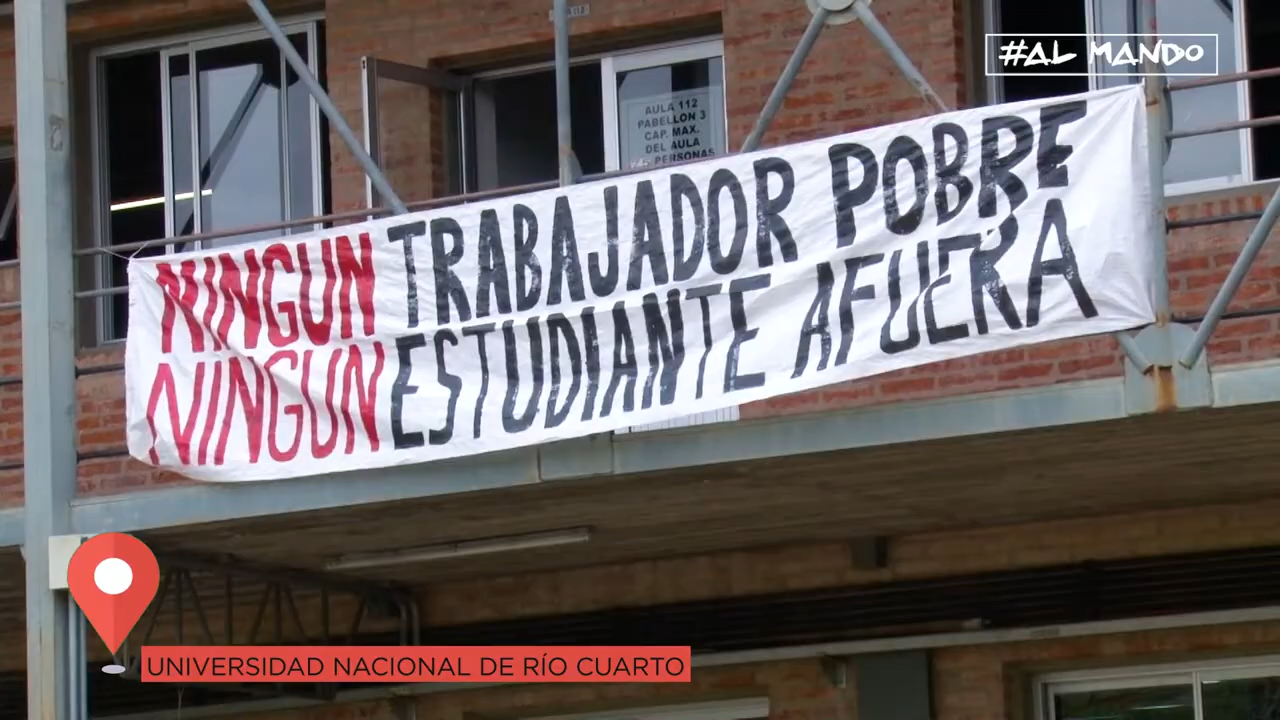 #AL MANDO
AULA 112
PABELLON 3
CAP. MAX.
DEL AULA
PERSONAS
NINGUN TRABAJADOR POBRE
NINGUN ESTUDIANTE AFUERA
UNIVERSIDAD NACIONAL DE RÍO CUARTO